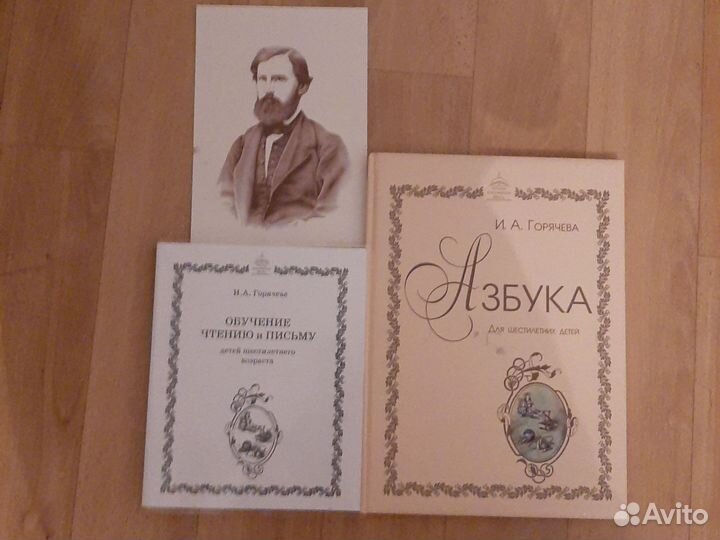 И. А. Горячева
Азбука
Для шестилетних детей
И.А. Горячева
ОБУЧЕНИЕ
ЧТЕНИЮ и ПИСЬМУ
детей шестилетнего
возраста
Avito